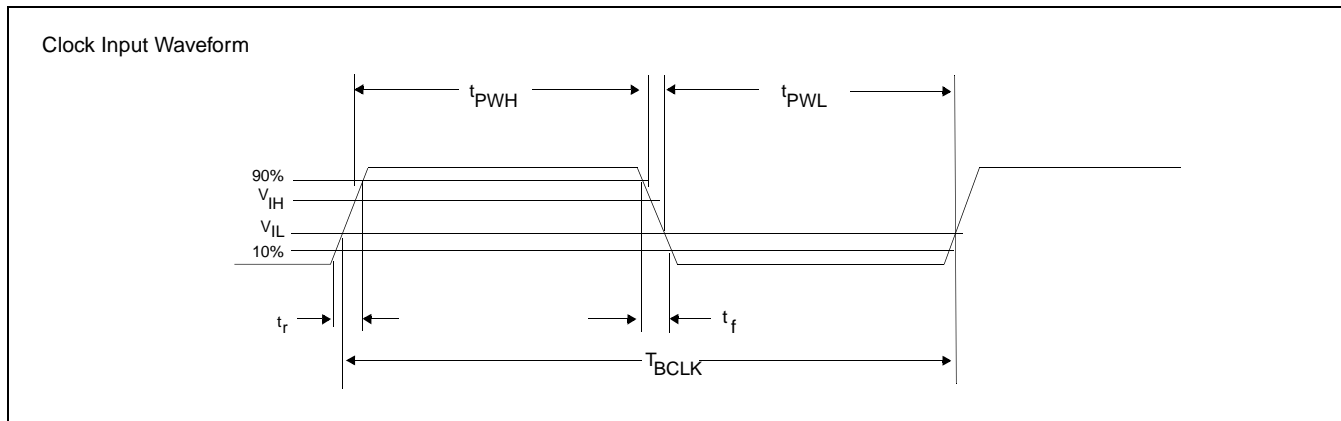 Clock Input Waveform
tPWH
tPWL
90%
VIH
VIL
10%
tr
tf
TBCLK